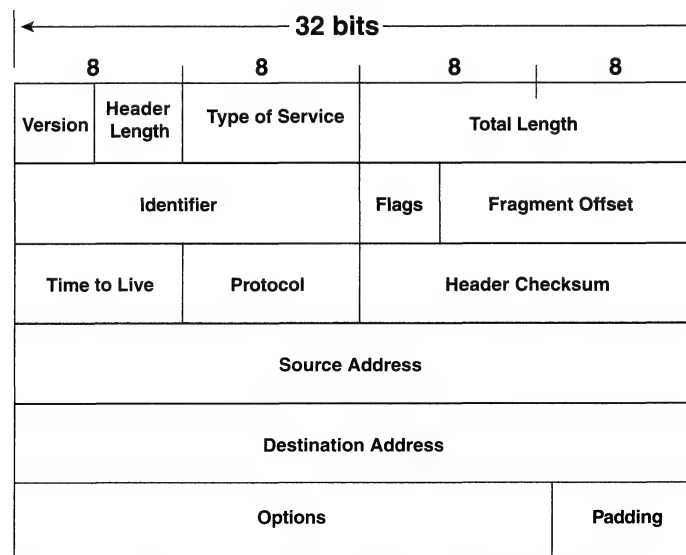 32 bits
8 8 8 8
Version Header Length Type of Service Total Length
Identifier Flags Fragment Offset
Time to Live Protocol Header Checksum
Source Address
Destination Address
Options Padding